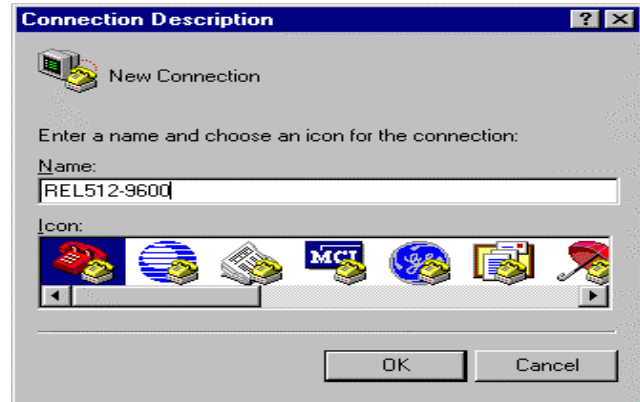 Connection Description
New Connection
Enter a name and choose an icon for the connection:
Name:
REL512-9600
Icon:
MCI
OK
Cancel